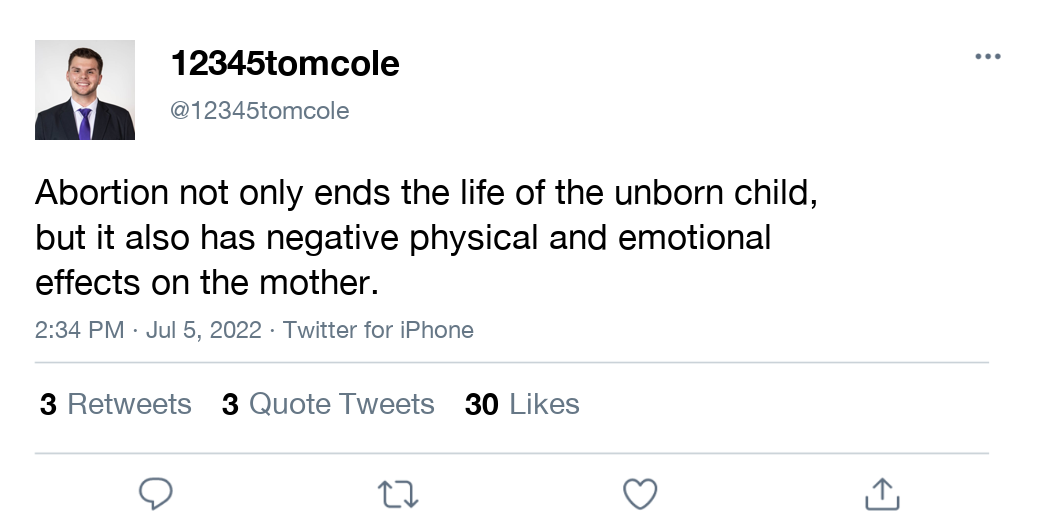 12345tomcole
@12345tomcole
Abortion not only ends the life of the unborn child,
but it also has negative physical and emotional
effects on the mother.
2:34 PM · Jul 5, 2022 · Twitter for iPhone
3 Retweets 3 Quote Tweets 30 Likes